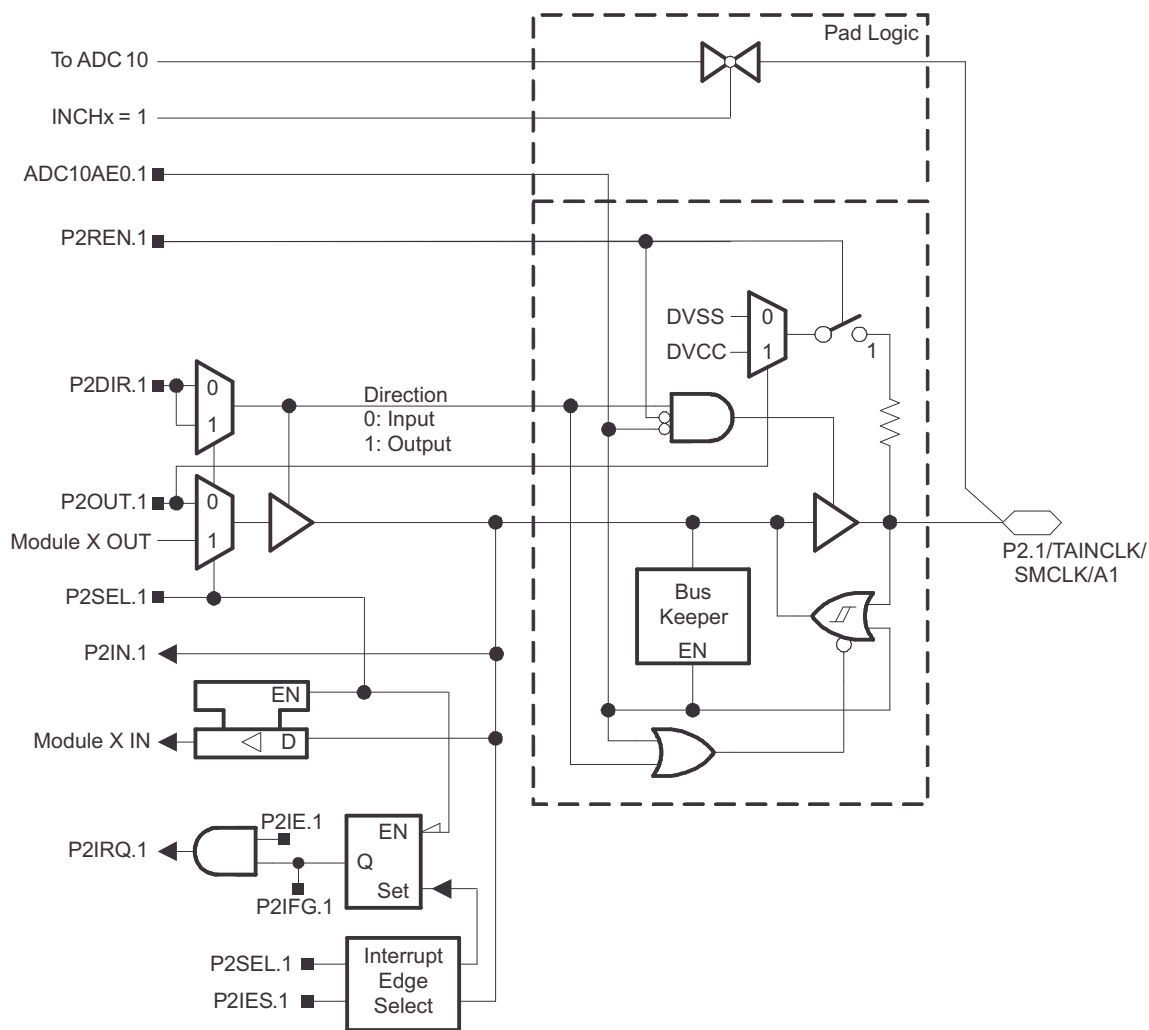 Pad Logic
To ADC 10
INCHx = 1
ADC10AE0.1
P2REN.1
DVSS
0
DVCC
1
1
P2DIR.1
0
1
Direction
0: Input
1: Output
P2OUT.1
0
Module X OUT
1
P2.1/TAINCLK/
SMCLK/A1
P2SEL.1
Bus
Keeper
EN
P2IN.1
EN
Module X IN
D
P2IE.1
EN
P2IRQ.1
Q
Set
P2IFG.1
P2SEL.1
P2IES.1
Interrupt
Edge
Select